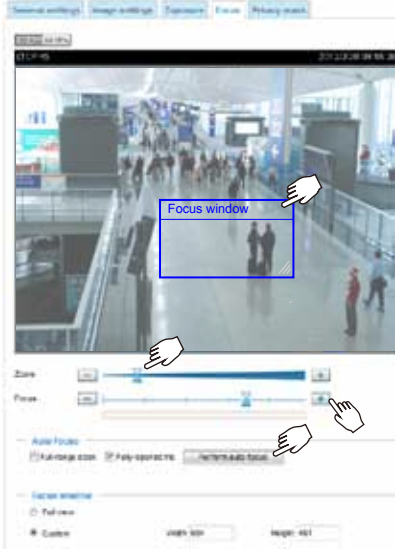 General settings Image settings Exposure Focus Privacy mask
Focus window
Zoom
Focus
Auto Focus
Full-range scan Fully-opened iris Perform auto focus
Focus window
Full view
Custom Width Height